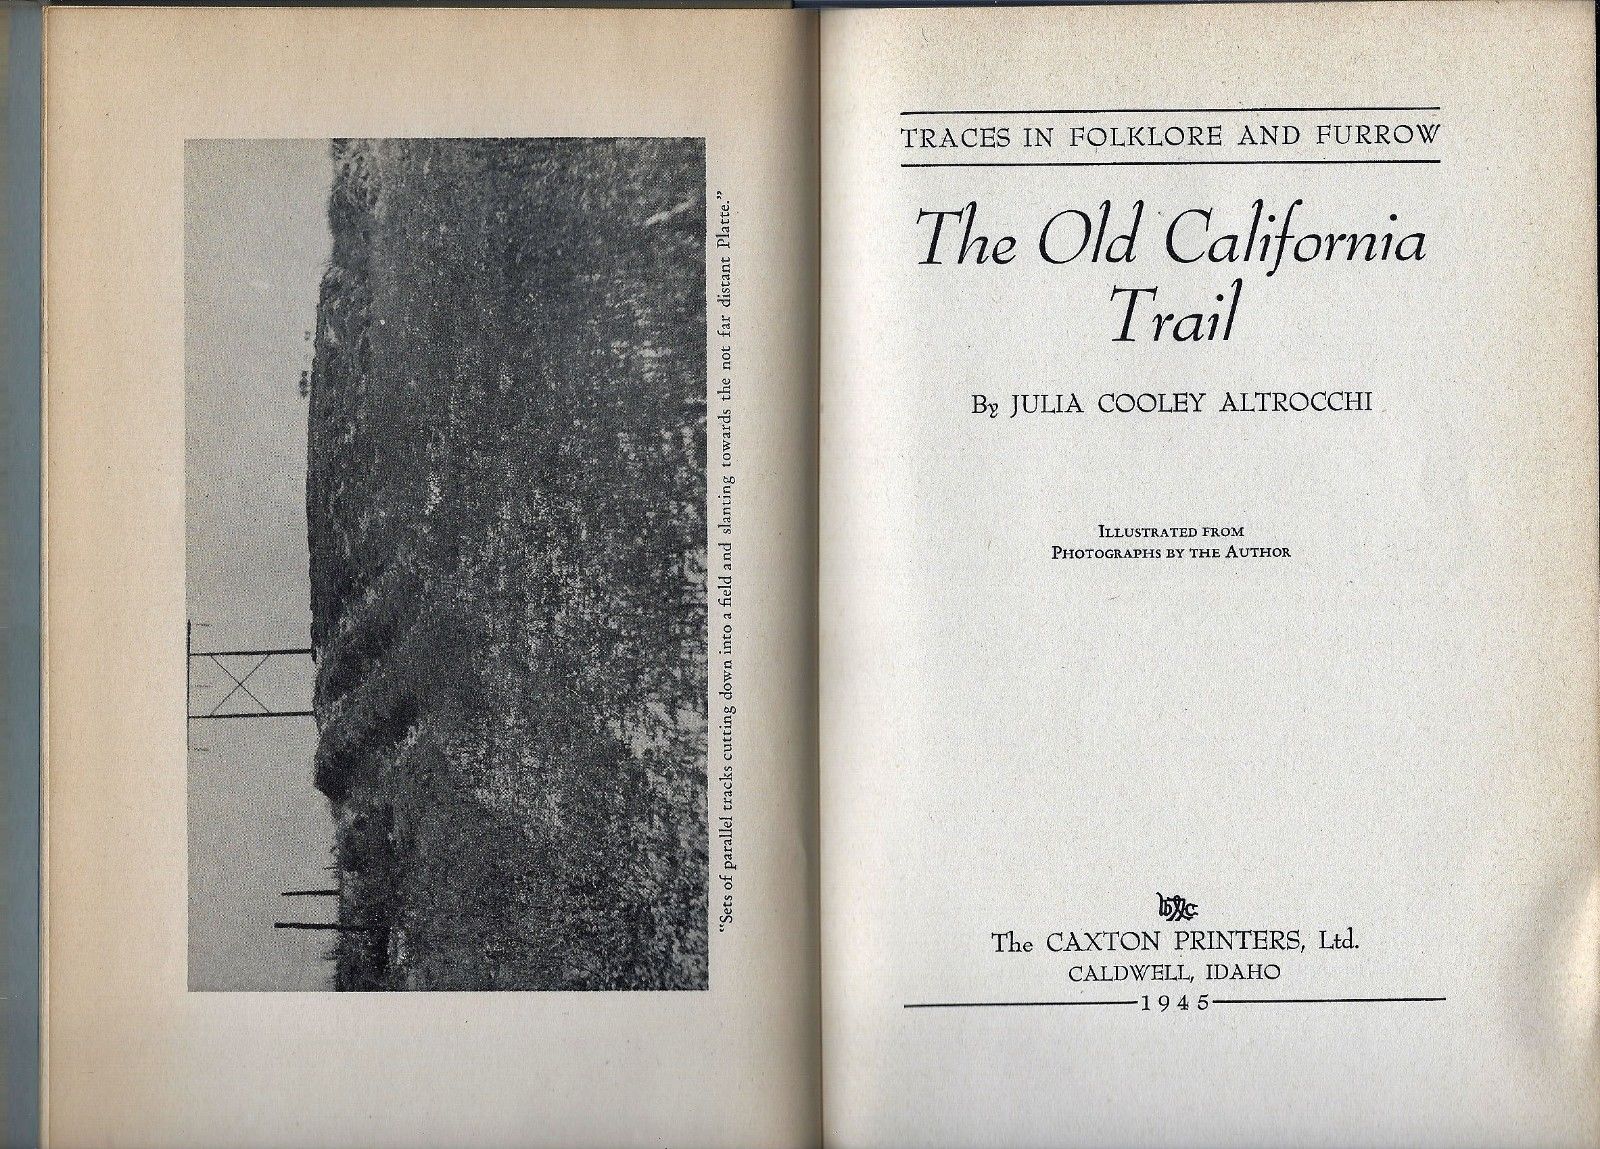 "Sets of parallel tracks cutting down into a field and slanting towards the not far distant Platte."
TRACES IN FOLKLORE AND FURROW
The Old California
Trail
By JULIA COOLEY ALTROCCHI
ILLUSTRATED FROM
PHOTOGRAPHS BY THE AUTHOR
The CAXTON PRINTERS, Ltd.
CALDWELL, IDAHO
1945